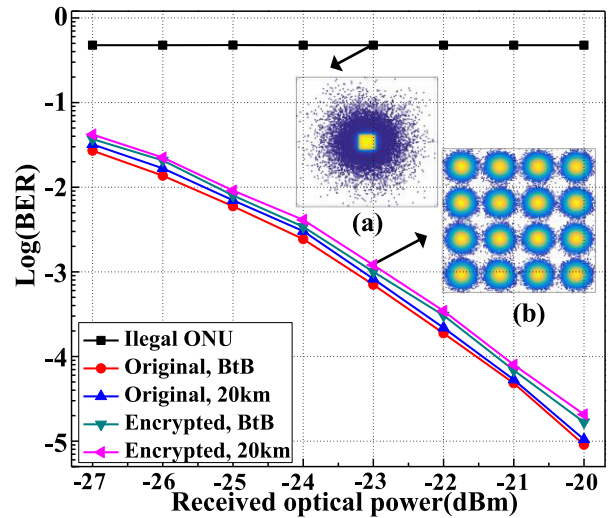 0
-1
-2
-3
-4
-5
Log(BER)
(a)
(b)
Ilegal ONU
Original, BtB
Original, 20km
Encrypted, BtB
Encrypted, 20km
-27 -26 -25 -24 -23 -22 -21 -20
Received optical power(dBm)